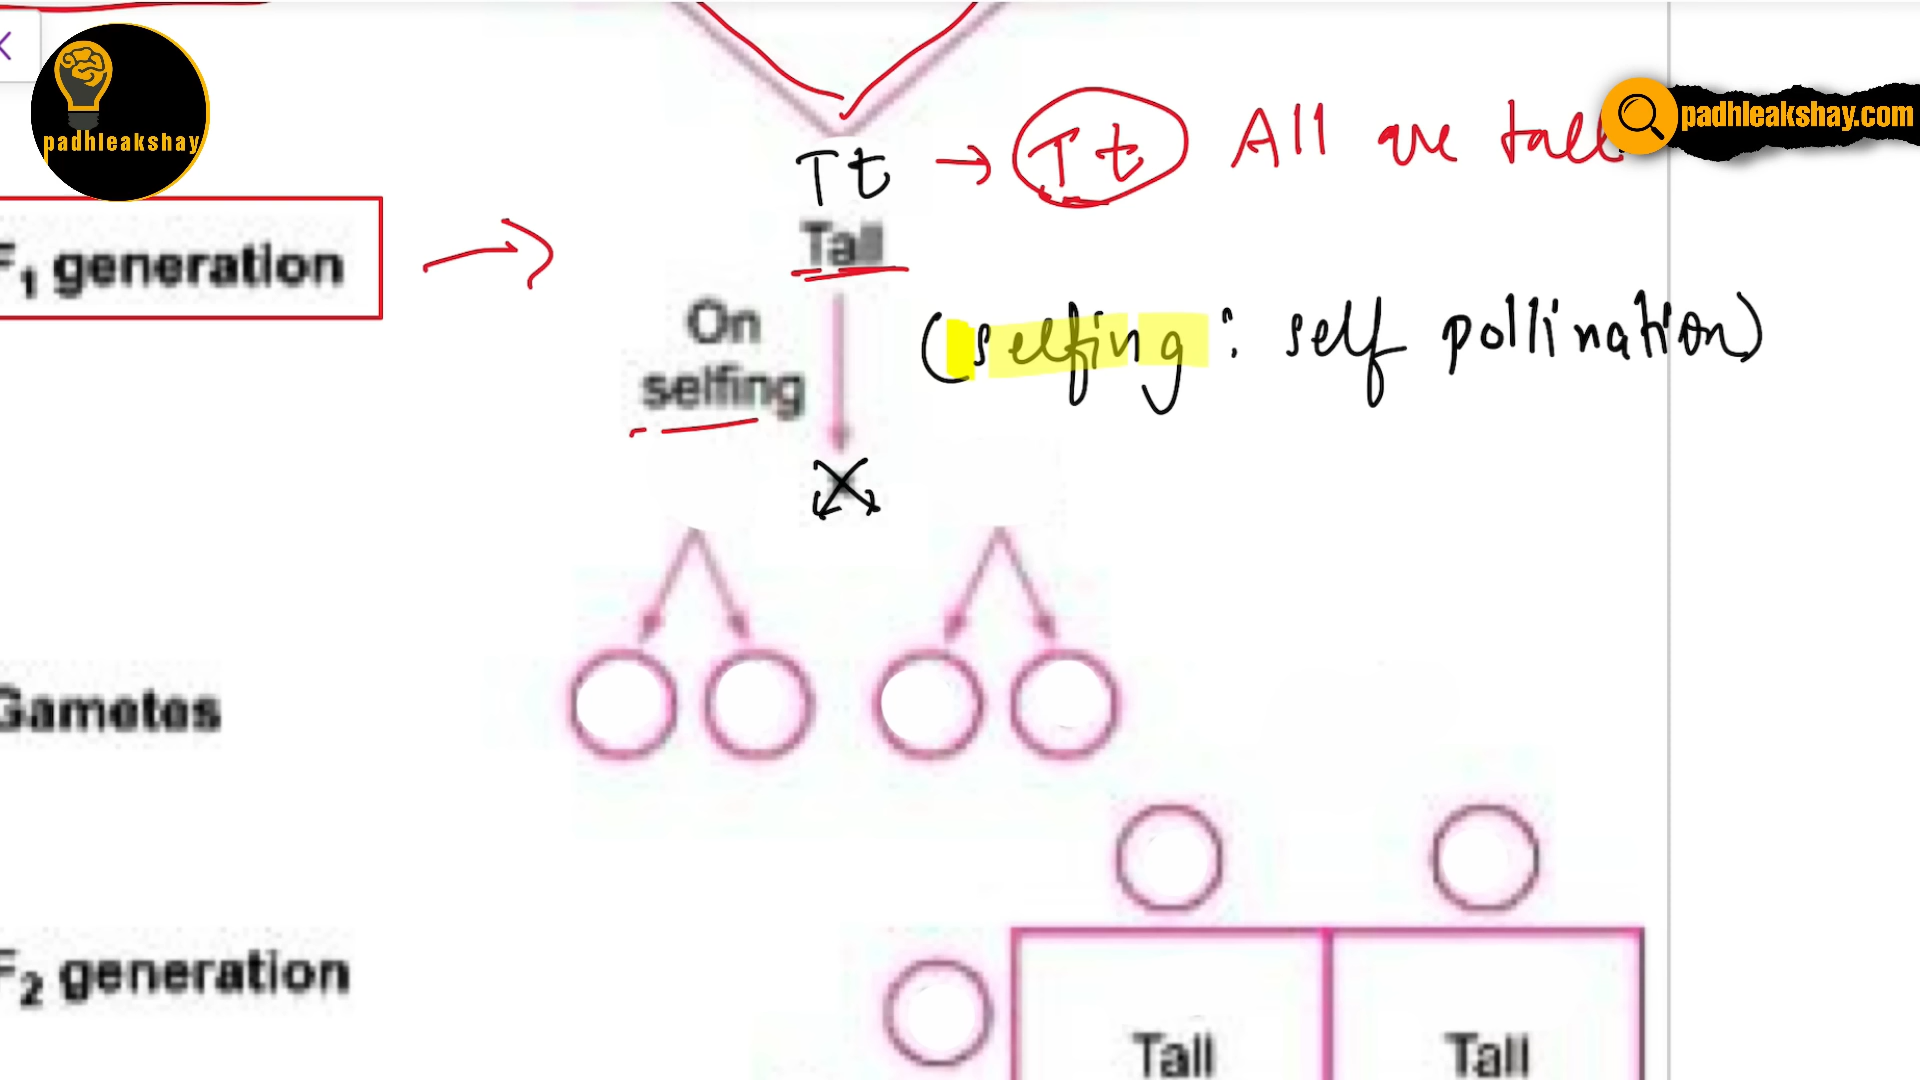 padhleakshay
padhleakshay.com
Tt → Tt All are tall
F1 generation → Tall
On
selfing
(selfing : self pollination)
X
Gametes
F2 generation
Tall Tall